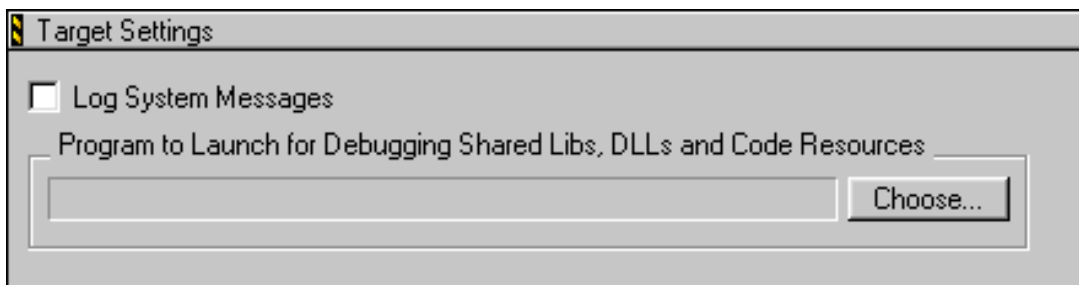 Target Settings
Log System Messages
Program to Launch for Debugging Shared Libs, DLLs and Code Resources
Choose...